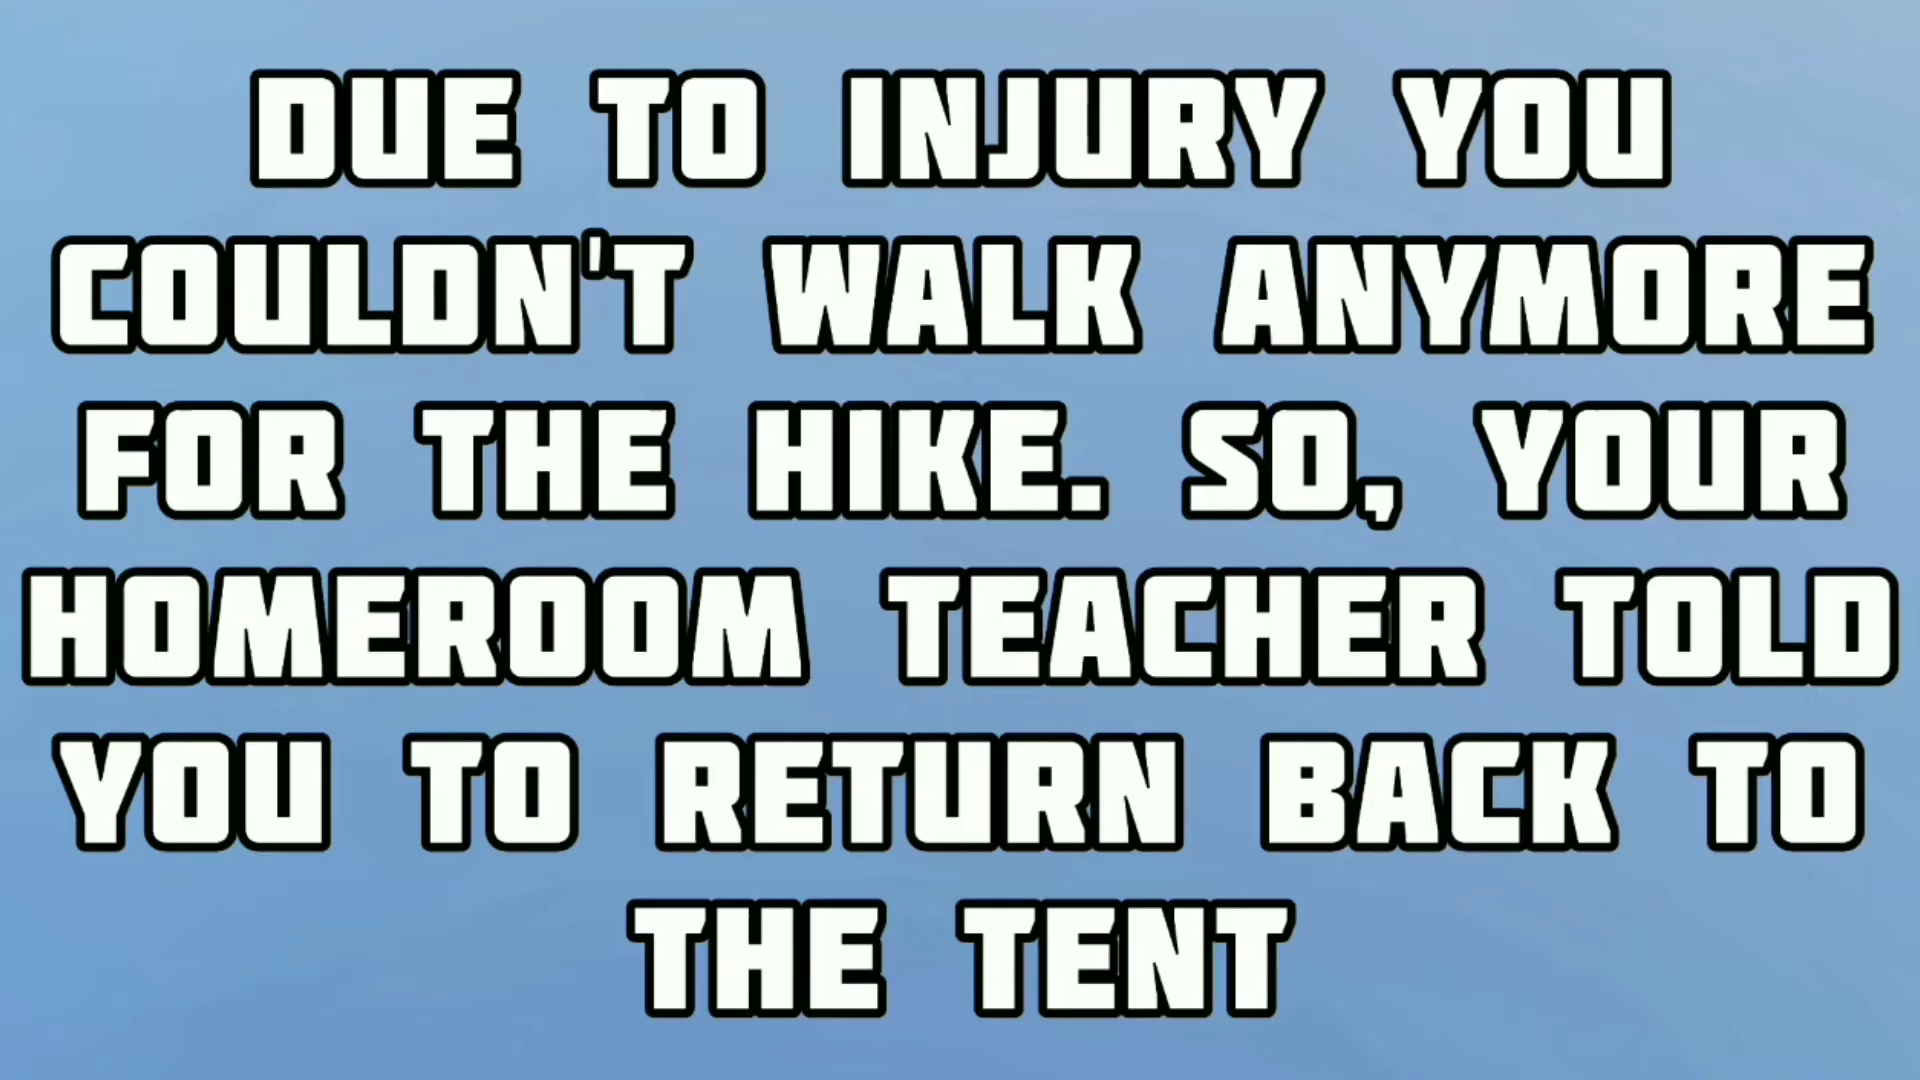 DUE TO INJURY YOU
COULDN'T WALK ANYMORE
FOR THE HIKE. SO, YOUR
HOMEROOM TEACHER TOLD
YOU TO RETURN BACK TO
THE TENT